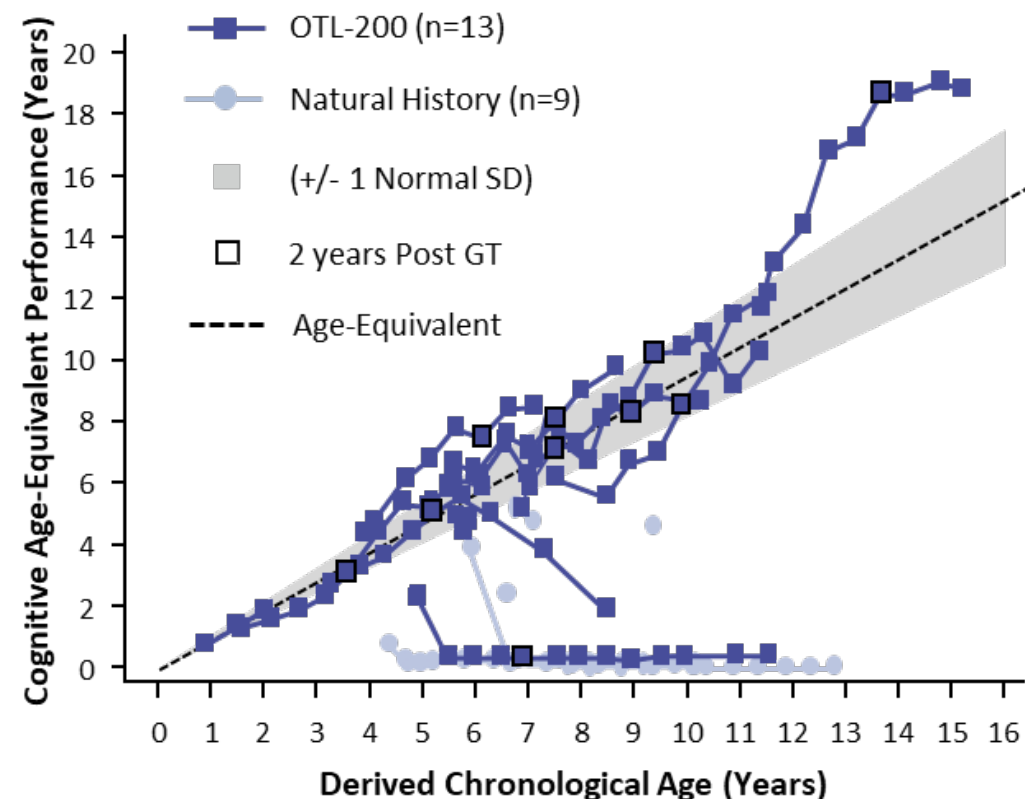 OTL-200 (n=13)
Natural History (n=9)
(+/- 1 Normal SD)
2 years Post GT
Age-Equivalent
Cognitive Age-Equivalent Performance (Years)
20
18
16
14
12
10
8
6
4
2
0
0 1 2 3 4 5 6 7 8 9 10 11 12 13 14 15 16
Derived Chronological Age (Years)